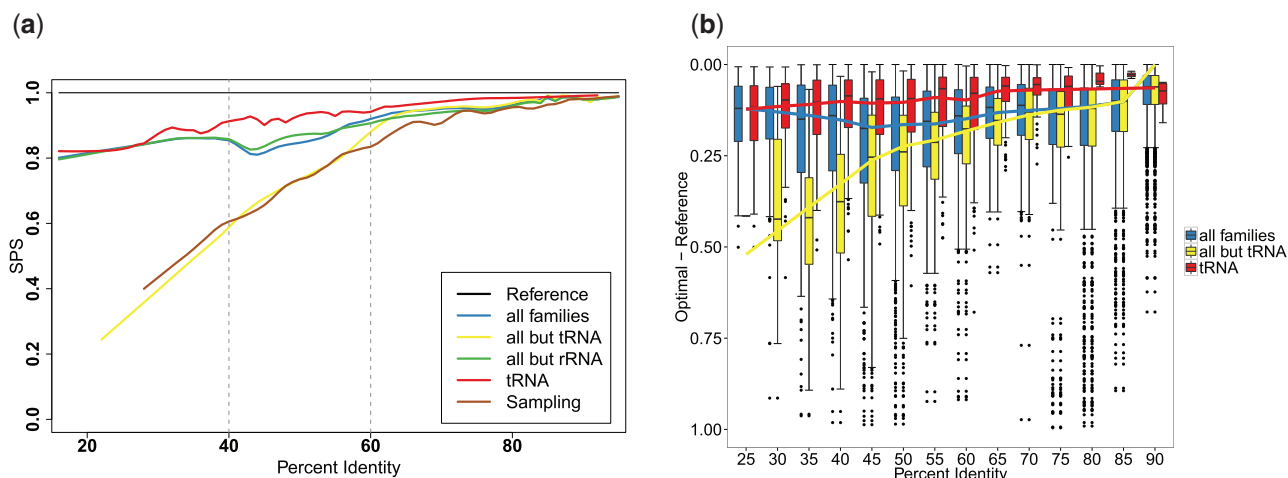 (a)
1.0
0.8
0.6
0.4
0.2
0.0
SPS
20 40 60 80
Percent Identity
Reference
all families
all but tRNA
all but rRNA
tRNA
Sampling
(b)
0.00
0.25
0.50
0.75
1.00
Optimal − Reference
25 30 35 40 45 50 55 60 65 70 75 80 85 90
Percent Identity
all families
all but tRNA
tRNA